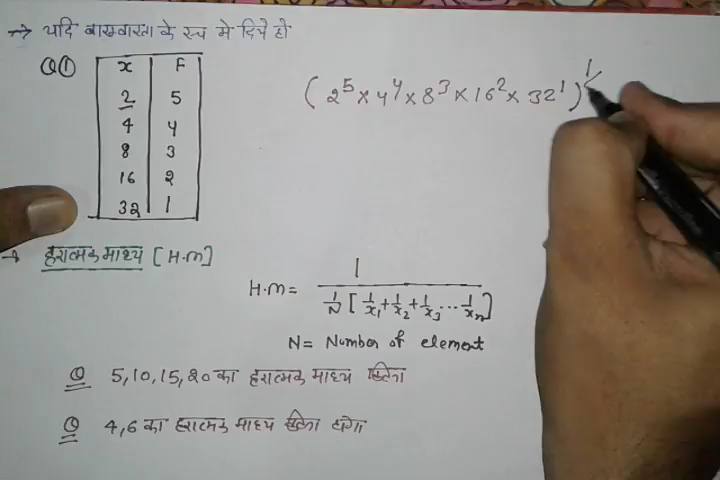 → यदि बारम्बारता के रूप मे दिये हो
Q① x F
2 5
4 4
8 3
16 2
32 1
(2⁵ × 4⁴ × 8³ × 16² × 32¹)^1/
→ हरात्मक माध्य [H.M]
H.M = 1 / 1/N [1/x₁ + 1/x₂ + 1/x₃ ... 1/xn]
N = Number of element
Q 5, 10, 15, 20 का हरात्मक माध्य
Q 4, 6 का हरात्मक माध्य होगा